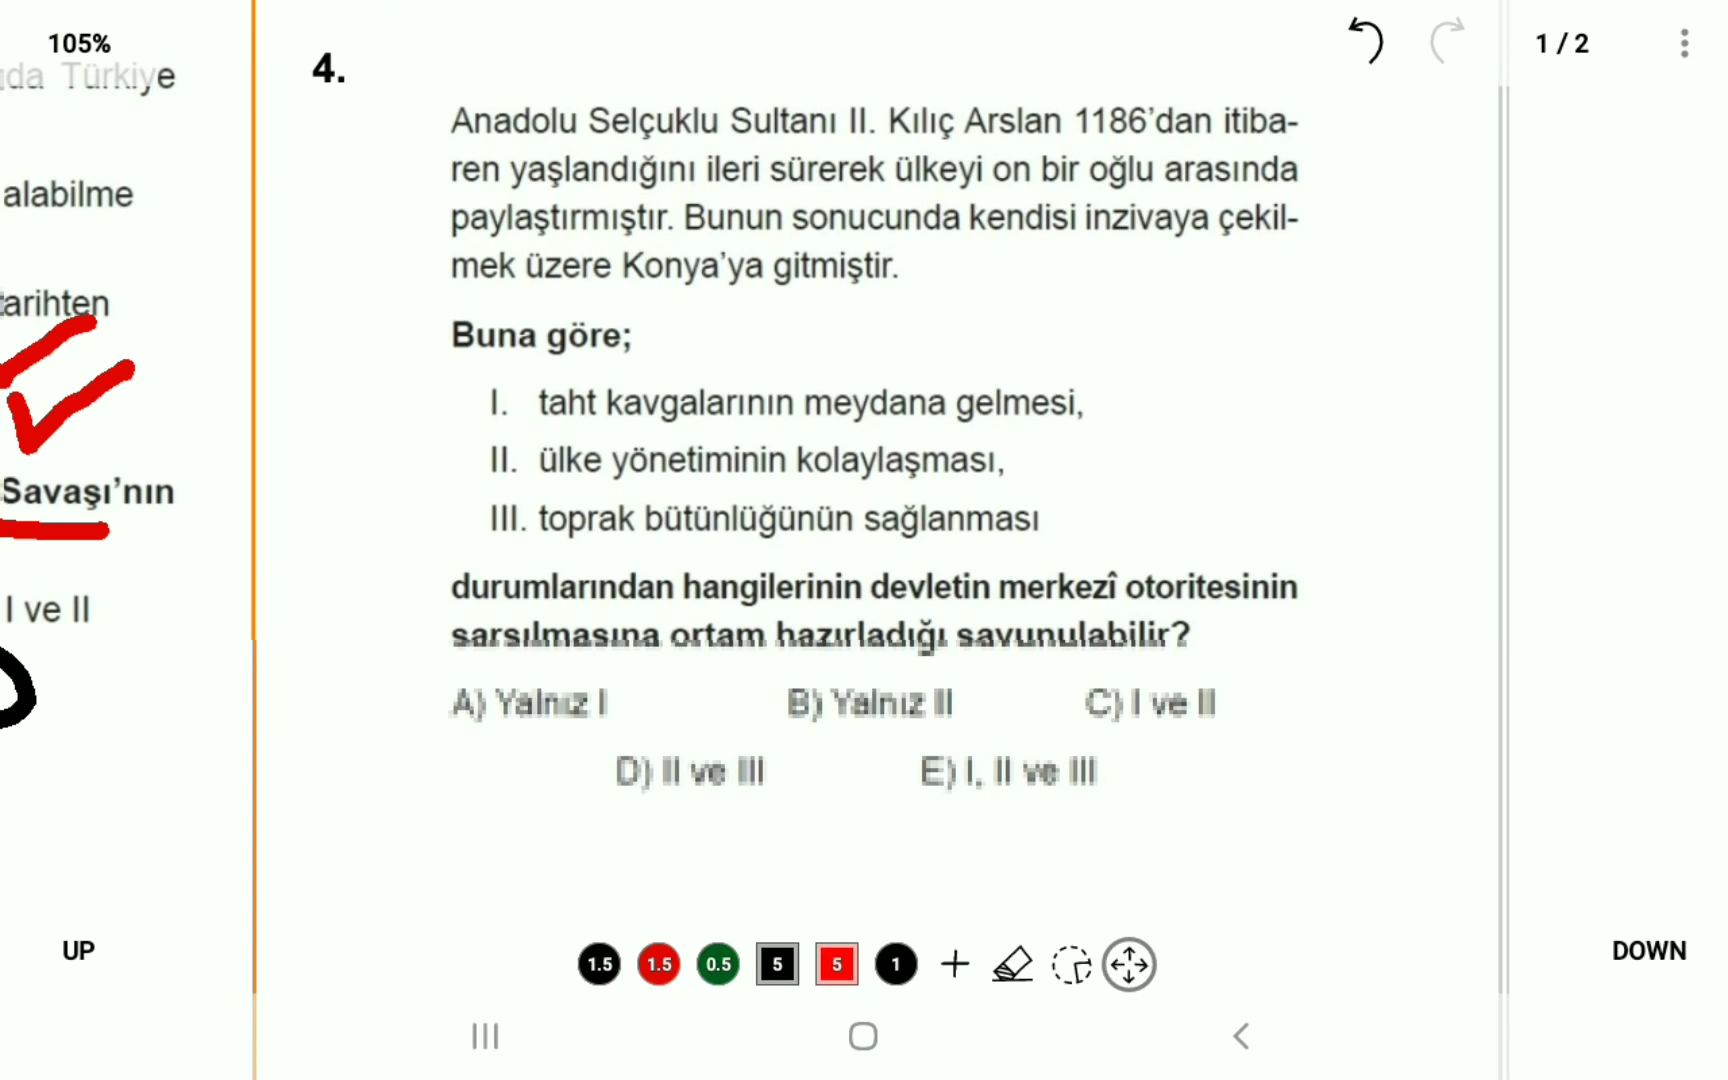 105%
da Türkiye
alabilme
arihten
Savaşı’nın
I ve II
UP
4.
1 / 2
Anadolu Selçuklu Sultanı II. Kılıç Arslan 1186’dan itiba-
ren yaşlandığını ileri sürerek ülkeyi on bir oğlu arasında
paylaştırmıştır. Bunun sonucunda kendisi inzivaya çekil-
mek üzere Konya’ya gitmiştir.
Buna göre;
I. taht kavgalarının meydana gelmesi,
II. ülke yönetiminin kolaylaşması,
III. toprak bütünlüğünün sağlanması
durumlarından hangilerinin devletin merkezî otoritesinin
sarsılmasına ortam hazırladığı savunulabilir?
A) Yalnız I B) Yalnız II C) I ve II
D) II ve III E) I, II ve III
1.5 1.5 0.5 5 5 1
DOWN